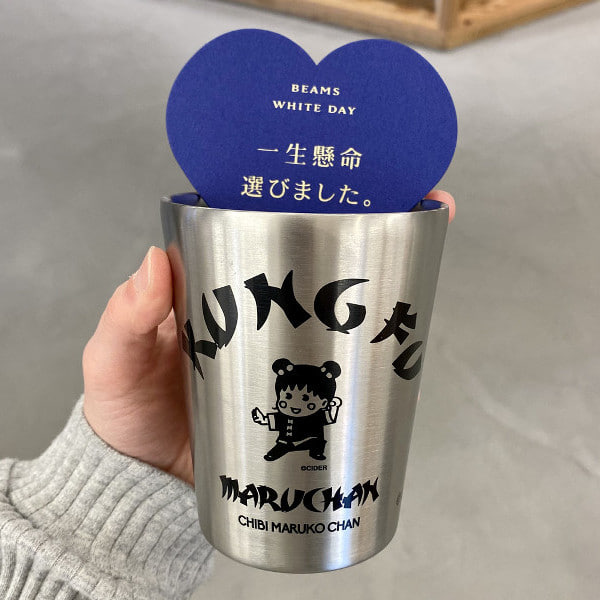 BEAMS
WHITE DAY
一生懸命
選びました。
KUNG FU
©CIDER
MARUCHAN
CHIBI MARUKO CHAN